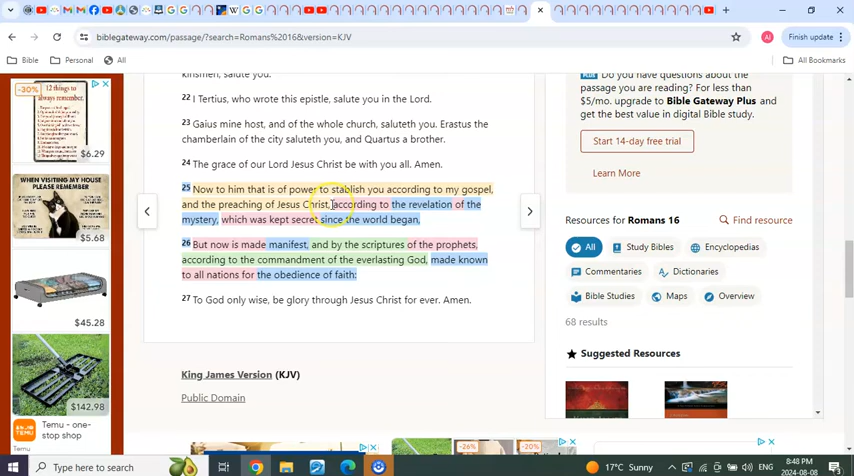 Finish update
biblegateway.com/passage/?search=Romans%2016&version=KJV
AI
Bible
Password
All
All Bookmarks
-30%
12 things to
always remember..
$6.29
WHEN VISITING MY HOUSE
PLEASE REMEMBER:
$5.68
$45.28
$142.98
Temu - one-
stop shop
Temu
kinsmen, salute you.
22 I Tertius, who wrote this epistle, salute you in the Lord.
23 Gaius mine host, and of the whole church, saluteth you. Erastus the
chamberlain of the city saluteth you, and Quartus a brother.
24 The grace of our Lord Jesus Christ be with you all. Amen.
25 Now to him that is of power to stablish you according to my gospel,
and the preaching of Jesus Christ, according to the revelation of the
mystery, which was kept secret since the world began,
26 But now is made manifest, and by the scriptures of the prophets,
according to the commandment of the everlasting God, made known
to all nations for the obedience of faith:
27 To God only wise, be glory through Jesus Christ for ever. Amen.
King James Version (KJV)
Public Domain
-26%
-20%
PLUS Do you have questions about the
passage you are reading? For less than
$5/mo. upgrade to Bible Gateway Plus and
get the best value in digital Bible study.
Start 14-day free trial
Learn More
Resources for Romans 16
Find resource
All
Study Bibles
Encyclopedias
Commentaries
Dictionaries
Bible Studies
Maps
Overview
68 results
Suggested Resources
Type here to search
17°C Sunny
8:48 PM
2024-08-08
3